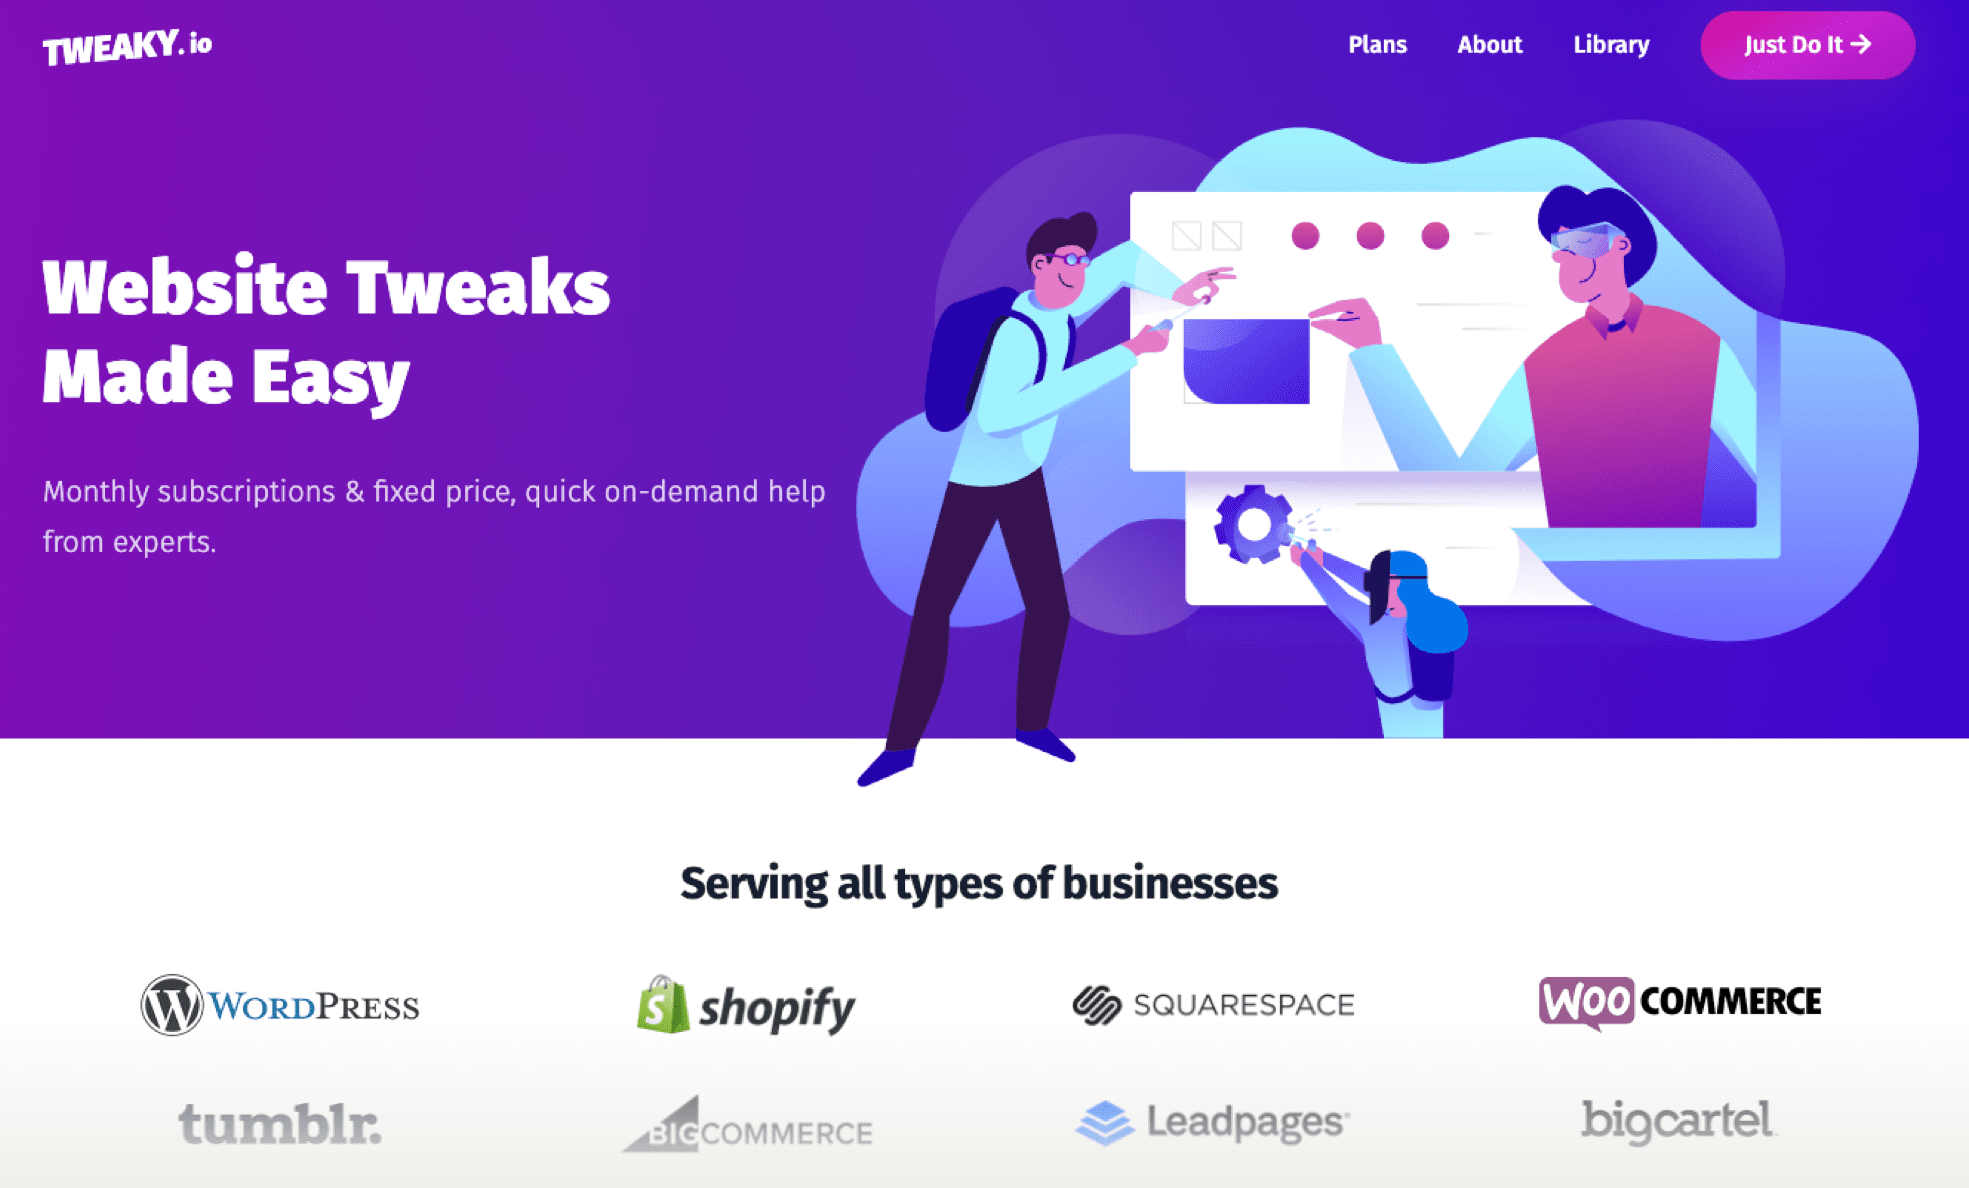 TWEAKY.io
Plans About Library Just Do It →
Website Tweaks
Made Easy
Monthly subscriptions & fixed price, quick on-demand help
from experts.
Serving all types of businesses
WORDPRESS shopify SQUARESPACE WOO COMMERCE
tumblr. BIGCOMMERCE Leadpages bigcartel